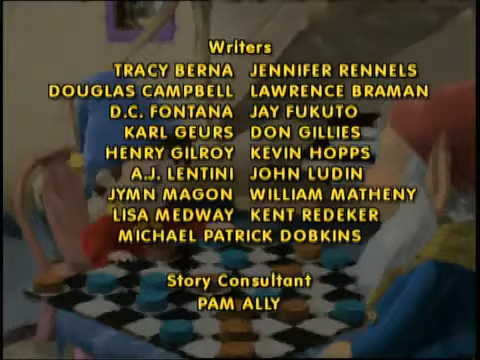 Writers
TRACY BERNA JENNIFER RENNELS
DOUGLAS CAMPBELL LAWRENCE BRAMAN
D.C. FONTANA JAY FUKUTO
KARL GEURS DON GILLIES
HENRY GILROY KEVIN HOPPS
A.J. LENTINI JOHN LUDIN
JYMN MAGON WILLIAM MATHENY
LISA MEDWAY KENT REDEKER
MICHAEL PATRICK DOBKINS
Story Consultant
PAM ALLY